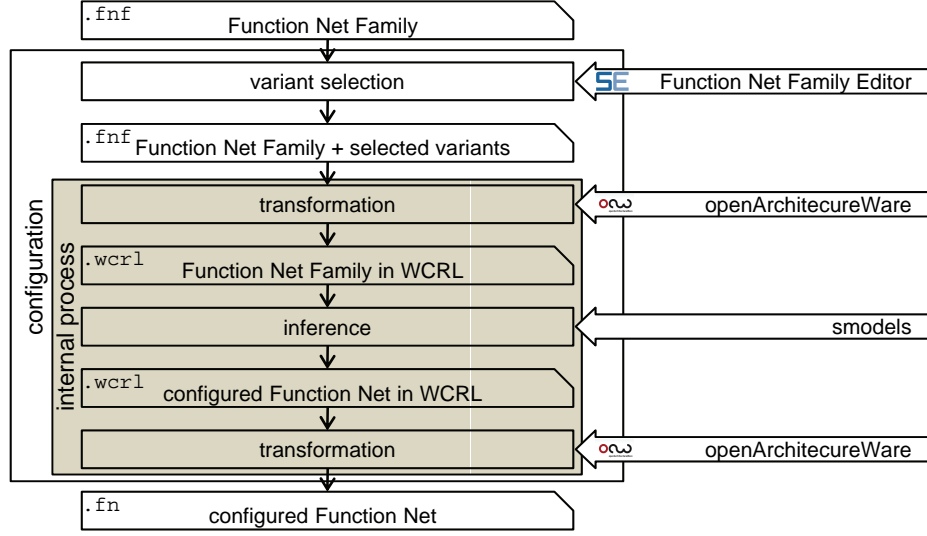 .fnf
Function Net Family
variant selection
SE Function Net Family Editor
.fnf Function Net Family + selected variants
configuration
internal process
transformation
openArchitecureWare
.wcrl
Function Net Family in WCRL
inference
smodels
.wcrl
configured Function Net in WCRL
transformation
openArchitecureWare
.fn
configured Function Net